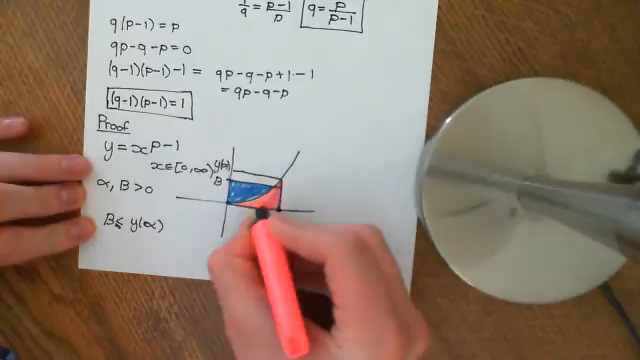 1/q = p-1/p   q = p/p-1
q(p-1) = p
qp-q-p=0
(q-1)(p-1)-1 = qp-q-p+1-1
= qp-q-p
(q-1)(p-1)=1
Proof
y = x^{p-1}
x∈[0,∞) y(α)
B
α, B>0
B≤ y(α)